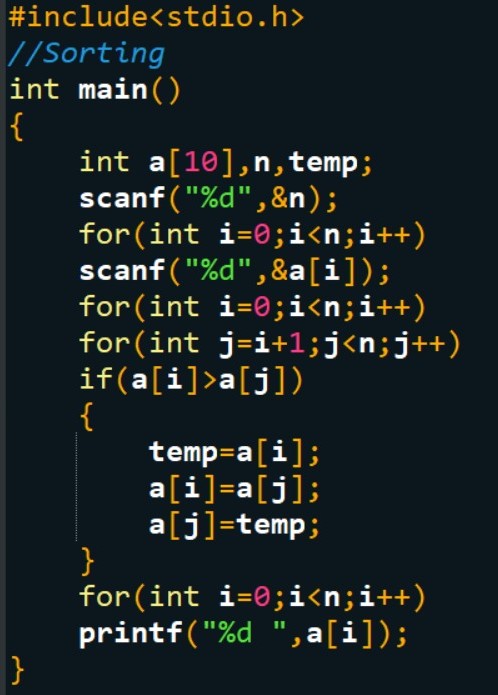 #include<stdio.h>
//Sorting
int main()
{
    int a[10],n,temp;
    scanf("%d",&n);
    for(int i=0;i<n;i++)
    scanf("%d",&a[i]);
    for(int i=0;i<n;i++)
    for(int j=i+1;j<n;j++)
    if(a[i]>a[j])
    {
        temp=a[i];
        a[i]=a[j];
        a[j]=temp;
    }
    for(int i=0;i<n;i++)
    printf("%d ",a[i]);
}